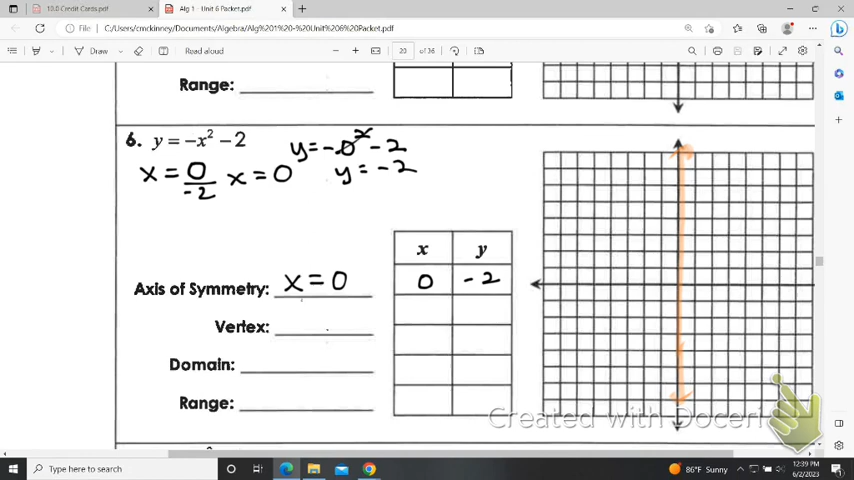 10.0 Credit Cards.pdf
Alg 1 - Unit 6 Packet.pdf
File
C:/Users/cmckinney/Documents/Algebra/Alg%201%20-%20Unit%206%20Packet.pdf
Draw
Read aloud
20 of 36
Range:
6. y = −x² − 2
y = -0² - 2
x = 0/-2 x = 0
y = -2
x y
Axis of Symmetry: x = 0
0 -2
Vertex:
Domain:
Range:
Created with Doceri
Type here to search
86°F Sunny
12:39 PM
6/2/2023